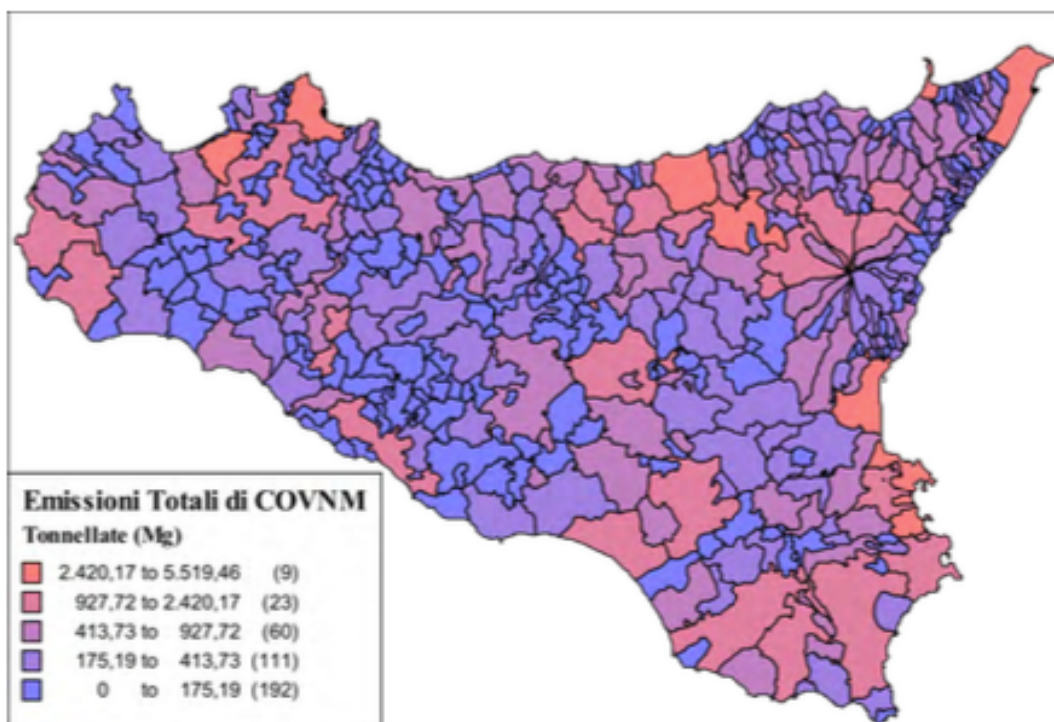 Emissioni Totali di COVNM
Tonnellate (Mg)
2.420,17 to 5.519,46 (9)
927,72 to 2.420,17 (23)
413,73 to 927,72 (60)
175,19 to 413,73 (111)
0 to 175,19 (192)